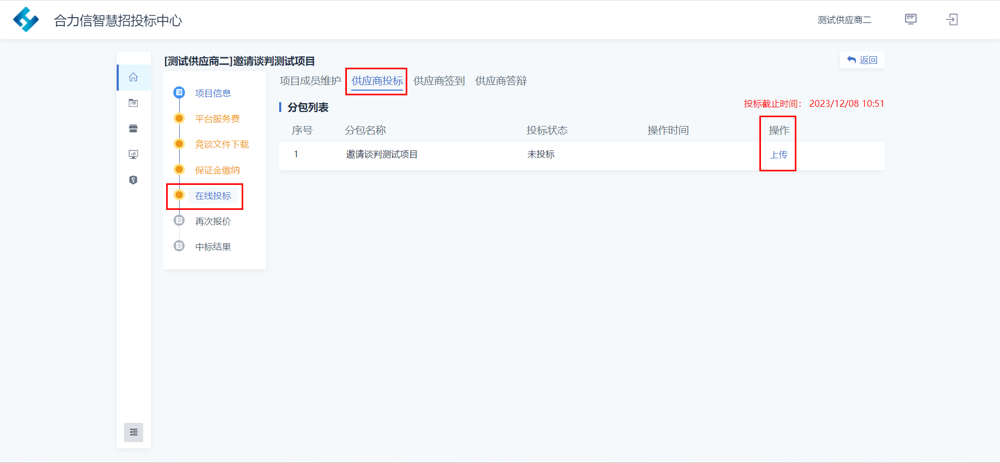 合力信智慧招投标中心
测试供应商二
[测试供应商二]邀请谈判测试项目
返回
项目信息
平台服务费
竞谈文件下载
保证金缴纳
在线投标
再次报价
中标结果
项目成员维护 供应商投标 供应商签到 供应商答辩
分包列表
投标截止时间： 2023/12/08 10:51
序号 分包名称 投标状态 操作时间 操作
1 邀请谈判测试项目 未投标 上传